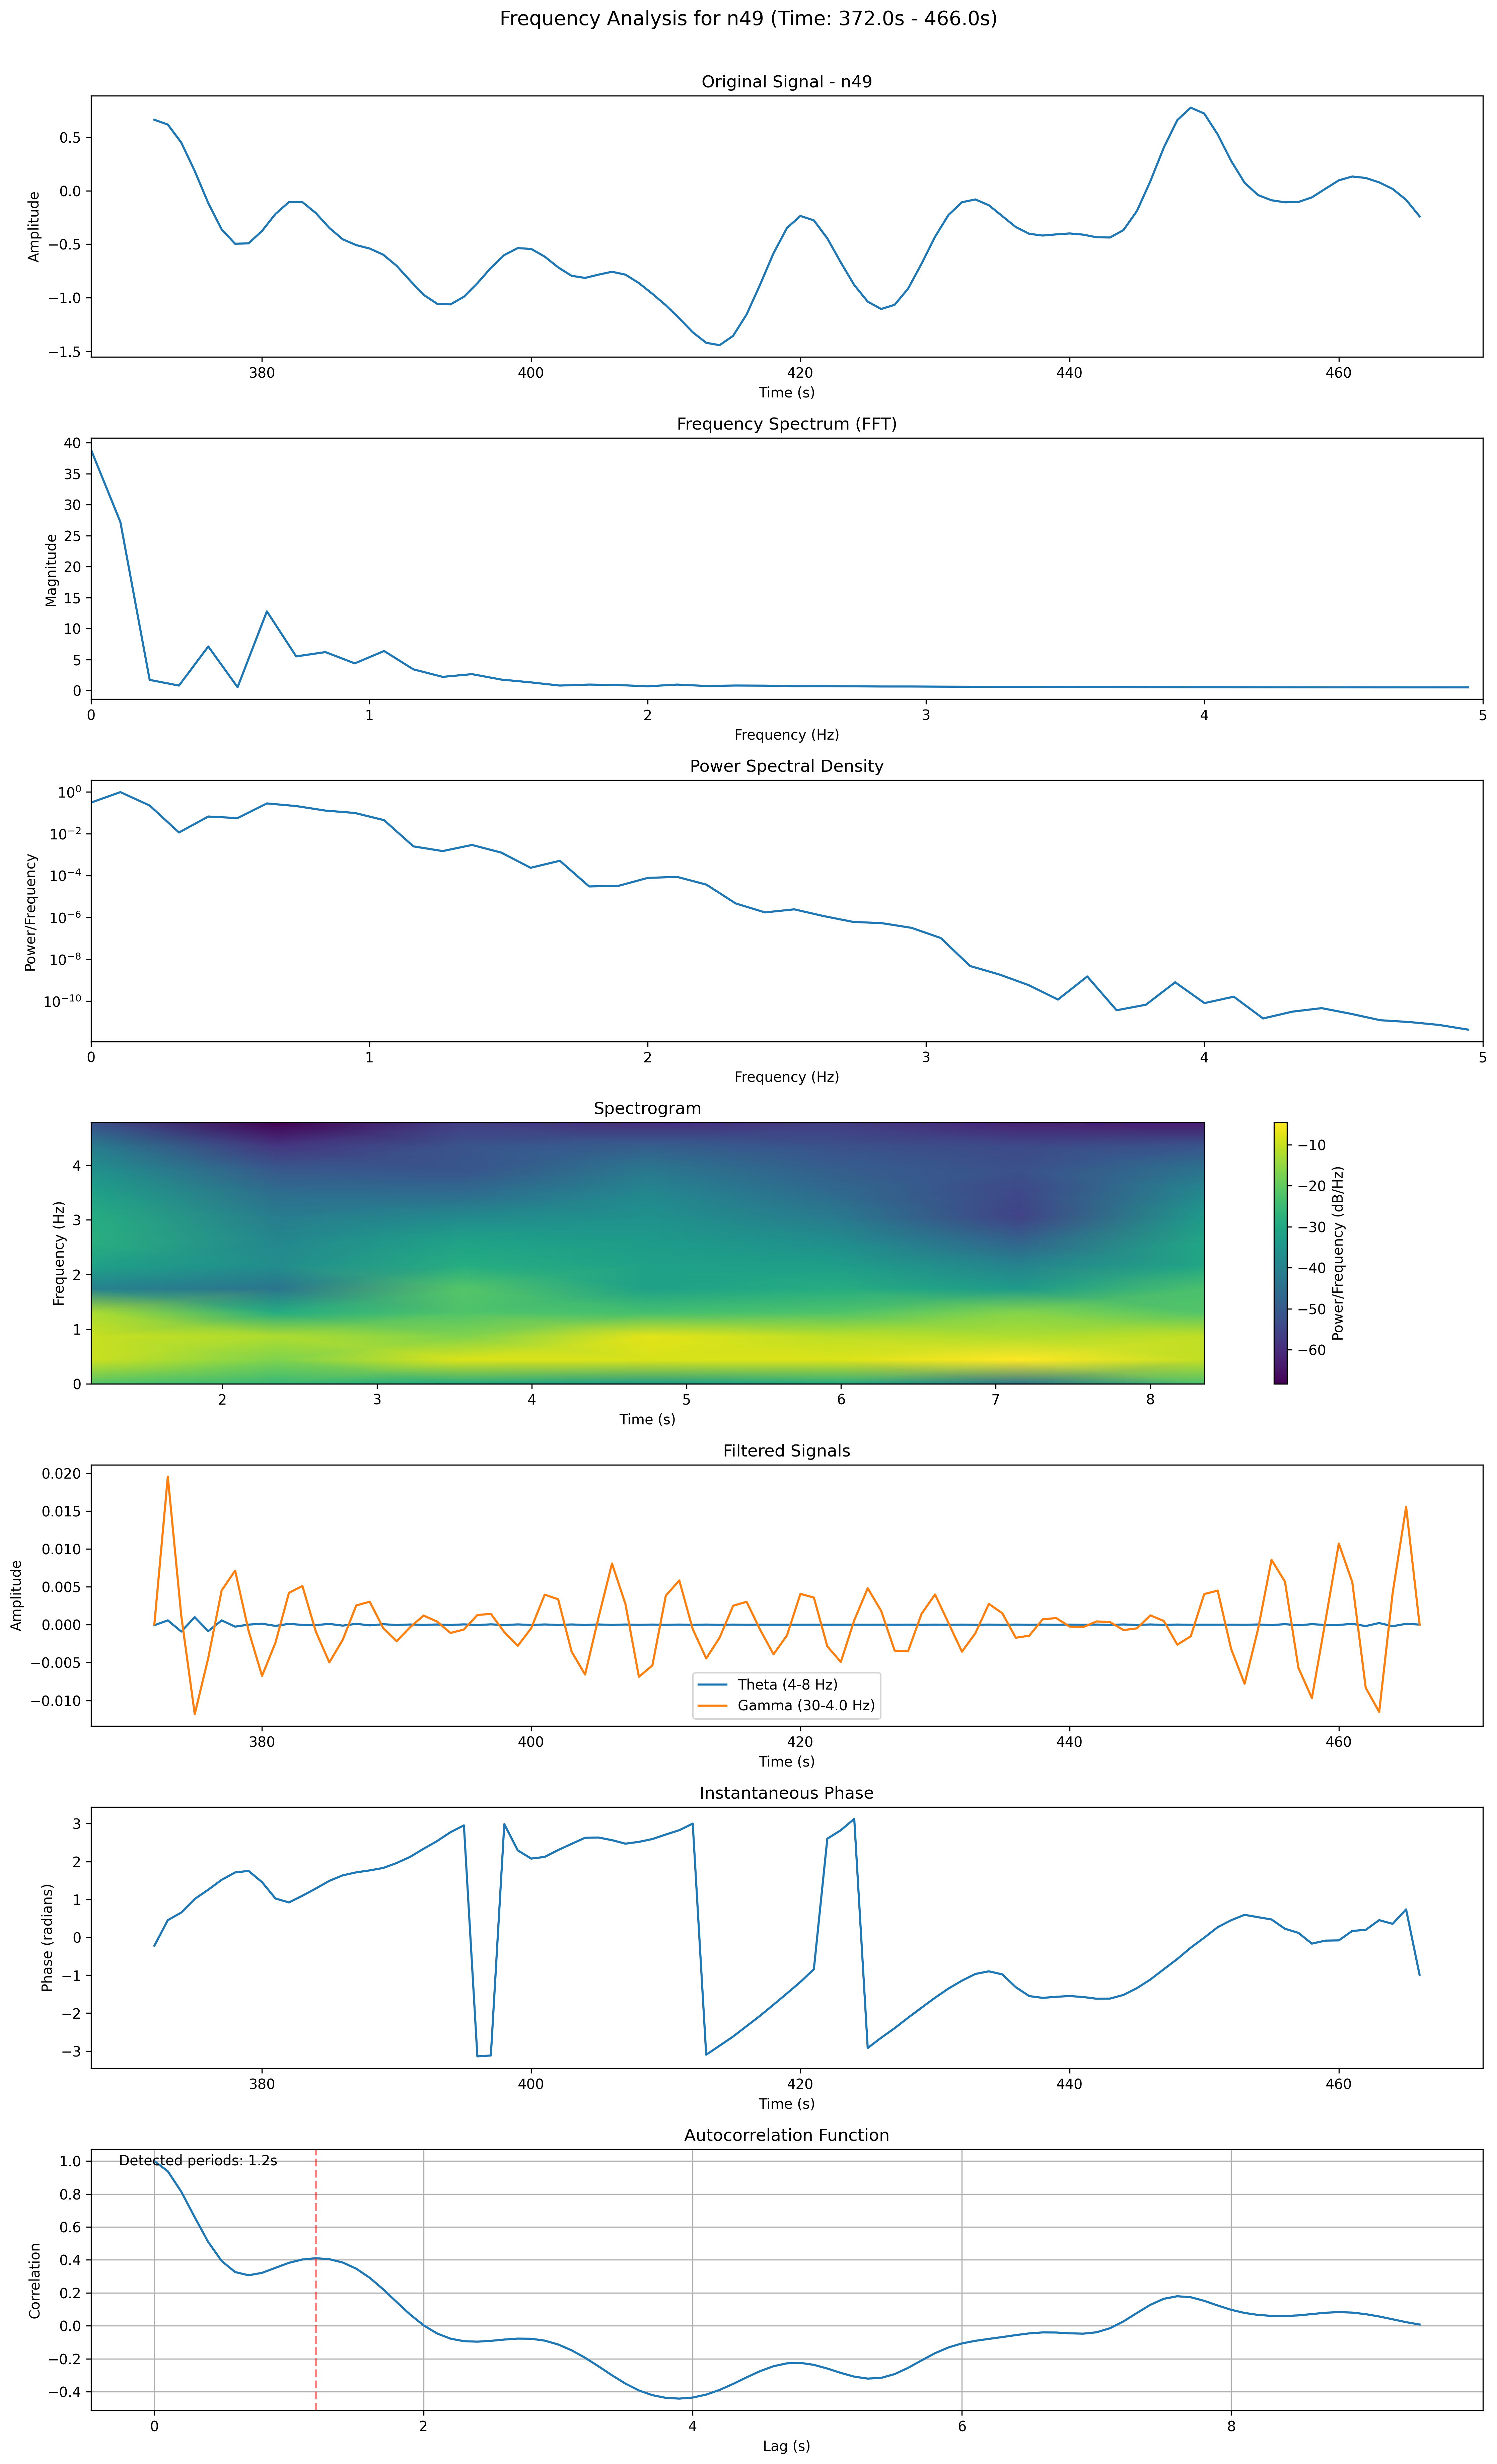 Frequency Analysis for n49 (Time: 372.0s - 466.0s)
Original Signal - n49
0.5
0.0
−0.5
−1.0
−1.5
Amplitude
380 400 420 440 460
Time (s)
Frequency Spectrum (FFT)
40
35
30
25
20
15
10
5
0
Magnitude
0 1 2 3 4 5
Frequency (Hz)
Power Spectral Density
10⁰
10⁻²
10⁻⁴
10⁻⁶
10⁻⁸
10⁻¹⁰
Power/Frequency
0 1 2 3 4 5
Frequency (Hz)
Spectrogram
4
3
2
1
0
Frequency (Hz)
2 3 4 5 6 7 8
Time (s)
−10
−20
−30
−40
−50
−60
Power/Frequency (dB/Hz)
Filtered Signals
0.020
0.015
0.010
0.005
0.000
−0.005
−0.010
Amplitude
Theta (4-8 Hz)
Gamma (30-4.0 Hz)
380 400 420 440 460
Time (s)
Instantaneous Phase
3
2
1
0
−1
−2
−3
Phase (radians)
380 400 420 440 460
Time (s)
Autocorrelation Function
Detected periods: 1.2s
1.0
0.8
0.6
0.4
0.2
0.0
−0.2
−0.4
Correlation
0 2 4 6 8
Lag (s)